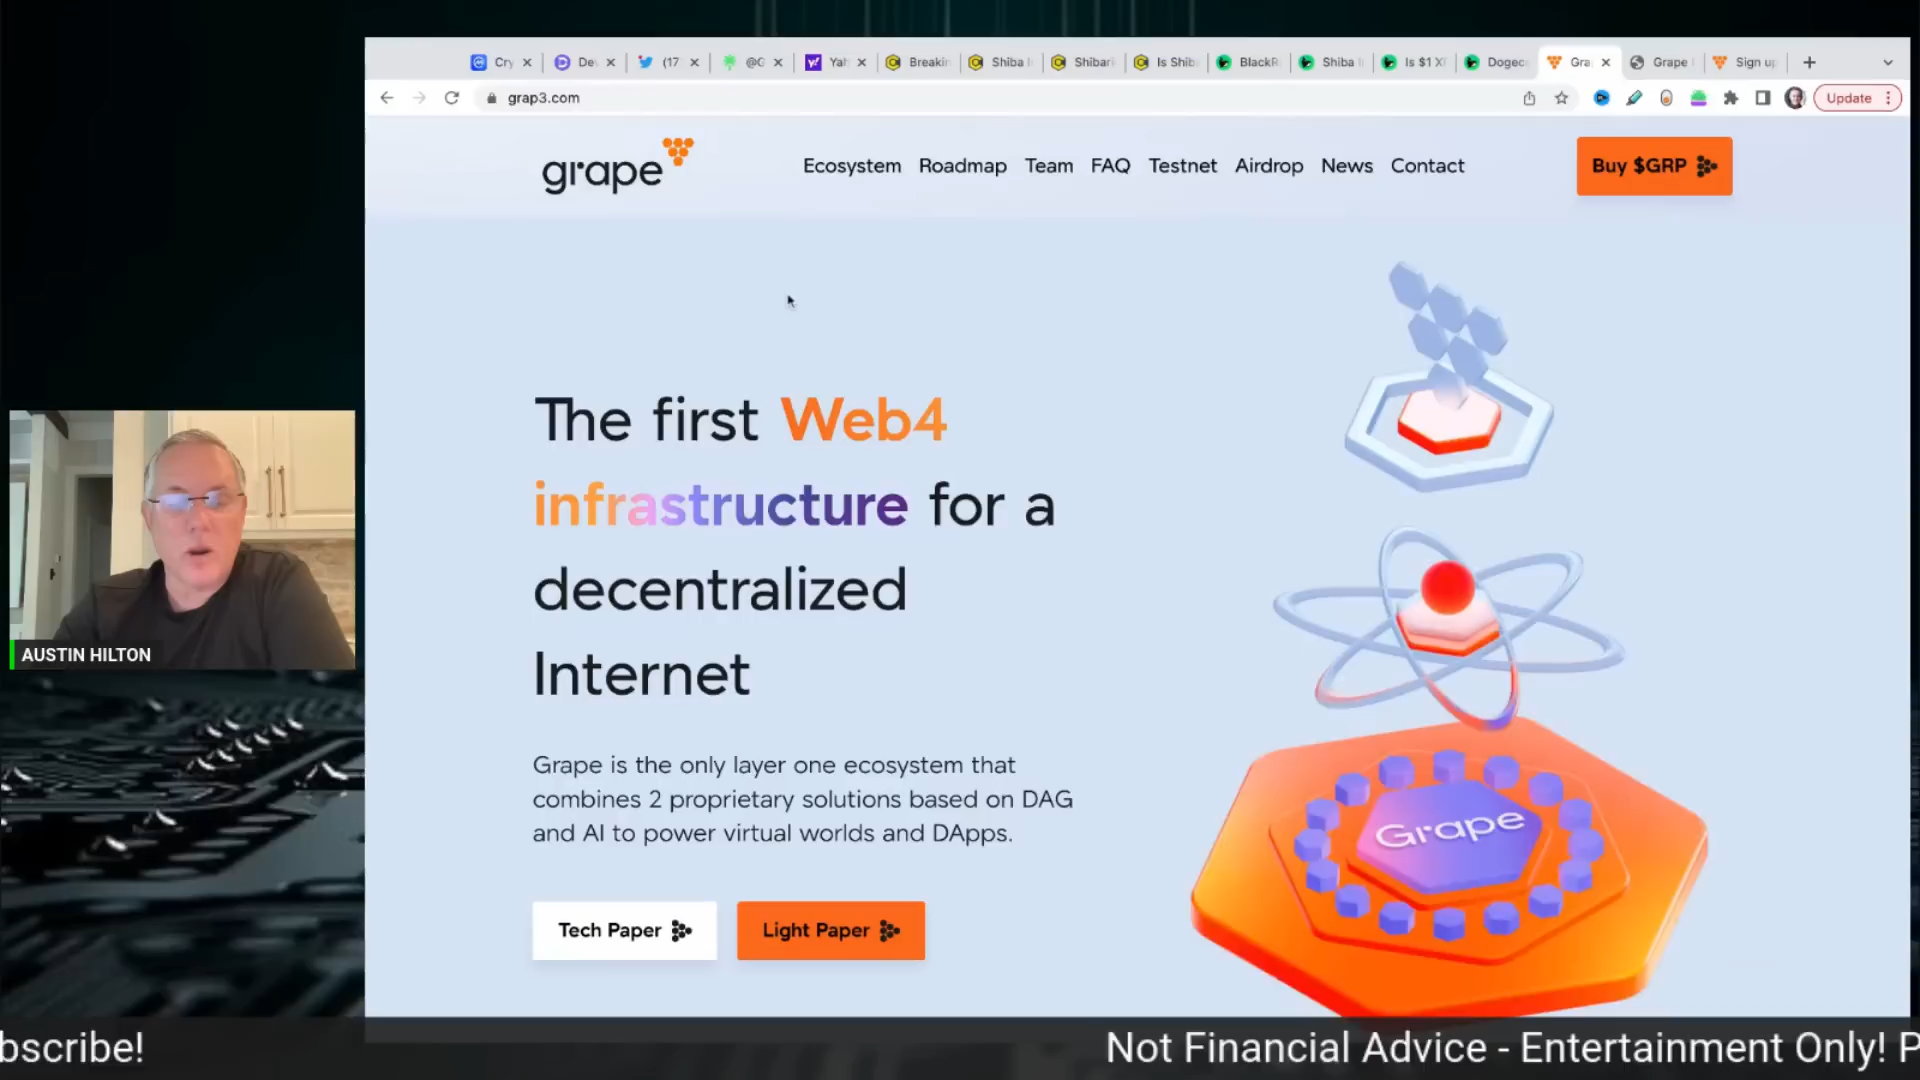 Cry
Dev
(17
@G
Yah
Breakin
Shiba I
Shibari
Is Shib
BlackR
Shiba I
Is $1 X
Dogec
Gra
Grape
Sign up
grap3.com
Update
grape
Ecosystem Roadmap Team FAQ Testnet Airdrop News Contact
Buy $GRP
The first Web4
infrastructure for a
decentralized
Internet
Grape is the only layer one ecosystem that
combines 2 proprietary solutions based on DAG
and AI to power virtual worlds and DApps.
Tech Paper
Light Paper
Grape
AUSTIN HILTON
bscribe!
Not Financial Advice - Entertainment Only! P